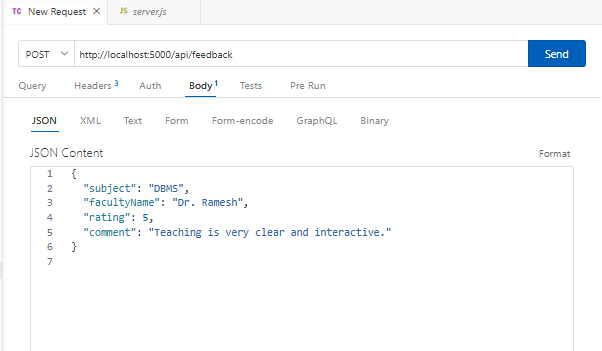 TC New Request ×
JS server.js
POST http://localhost:5000/api/feedback Send
Query Headers 3 Auth Body 1 Tests Pre Run
JSON XML Text Form Form-encode GraphQL Binary
JSON Content Format
1 {
2 "subject": "DBMS",
3 "facultyName": "Dr. Ramesh",
4 "rating": 5,
5 "comment": "Teaching is very clear and interactive."
6 }
7